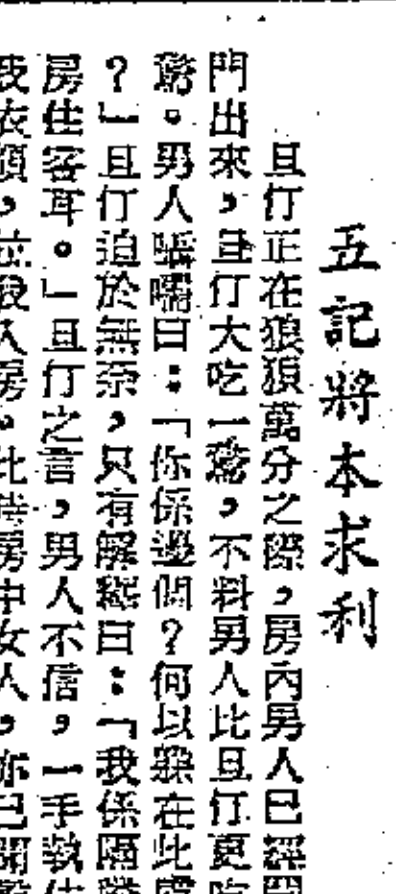 五記將本求利
且仃正在狼狽萬分之際，房內男人已經開
門出來，且仃大吃一驚，不料男人比且仃更吃
驚。男人囁嚅曰：「你係邊個？何以躲在此處
？」且仃迫於無奈，只有解釋曰：「我係隔
房住客耳。」且仃之言，男人不信，一手執住
我衣領，拉我入房。此時房中女人，亦已開